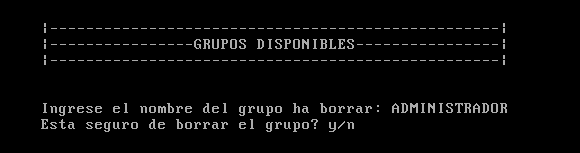 ¦-----------------------------------------------¦
¦---------------GRUPOS DISPONIBLES---------------¦
¦-----------------------------------------------¦
Ingrese el nombre del grupo ha borrar: ADMINISTRADOR
Esta seguro de borrar el grupo? y/n